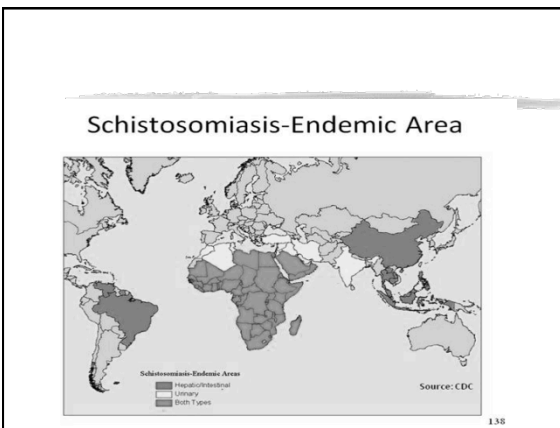 Schistosomiasis-Endemic Area
Schistosomiasis-Endemic Areas
Hepatic/Intestinal
Urinary
Both Types
Source: CDC
138